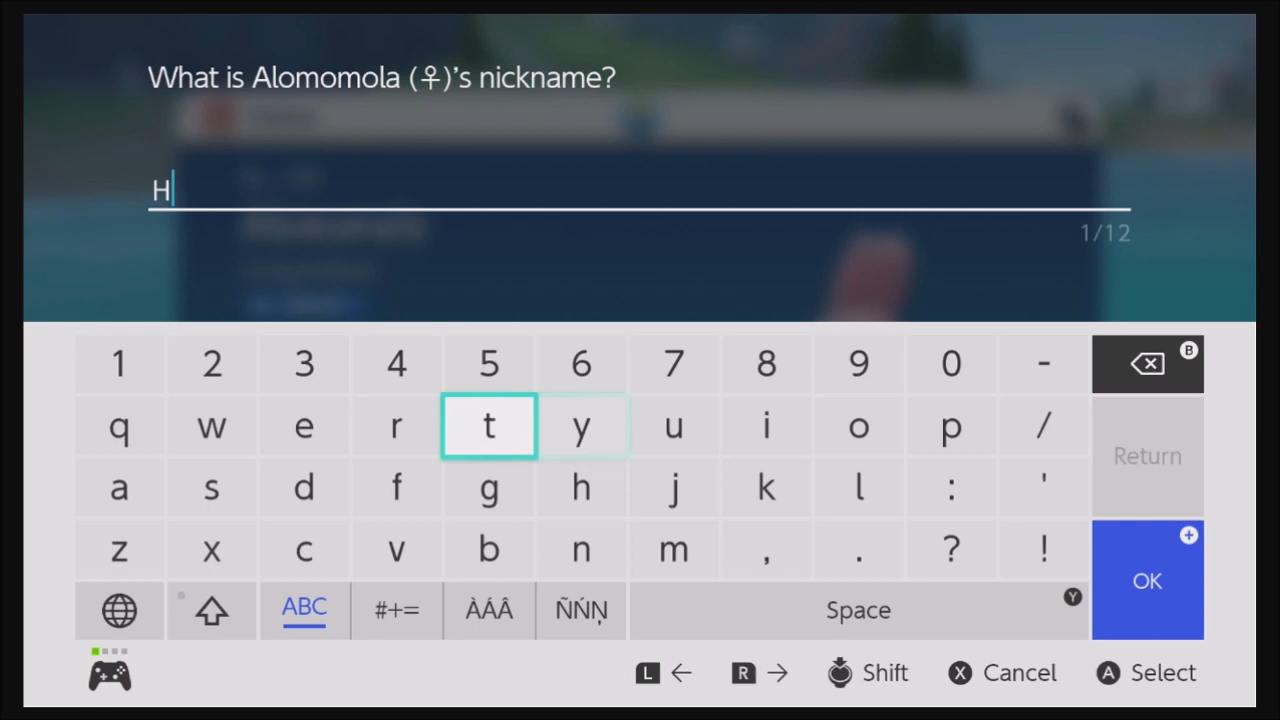 What is Alomomola (♀)'s nickname?
H
1/12
1 2 3 4 5 6 7 8 9 0 - B
q w e r t y u i o p /
Return
a s d f g h j k l : '
z x c v b n m , . ? ! +
OK
ABC #+= ÀÁÂ ÑŃŅ Space Y
L ← R → Shift X Cancel A Select